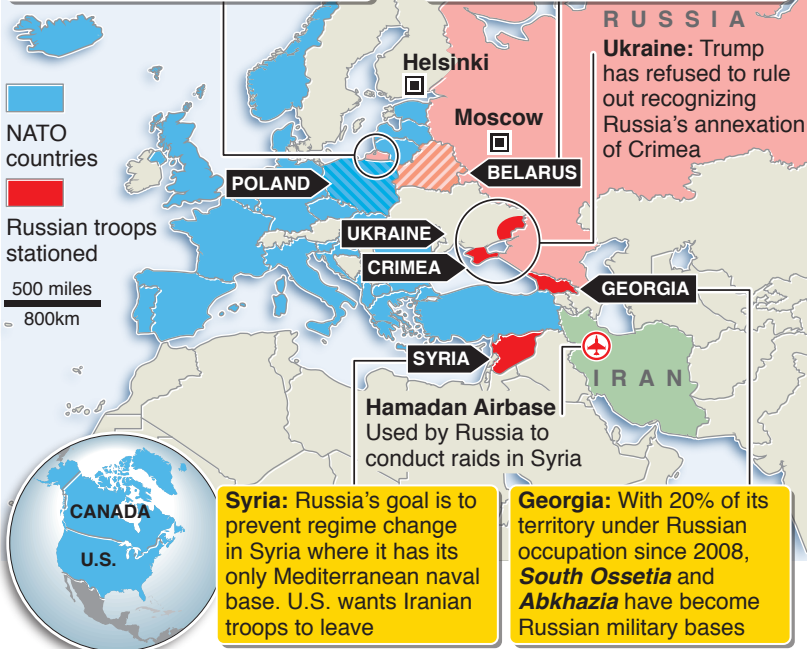 RUSSIA
Ukraine: Trump
has refused to rule
out recognizing
Russia's annexation
of Crimea
Helsinki
Moscow
NATO
countries
Russian troops
stationed
500 miles
800km
POLAND
BELARUS
UKRAINE
CRIMEA
GEORGIA
SYRIA
IRAN
Hamadan Airbase
Used by Russia to
conduct raids in Syria
CANADA
U.S.
Syria: Russia's goal is to
prevent regime change
in Syria where it has its
only Mediterranean naval
base. U.S. wants Iranian
troops to leave
Georgia: With 20% of its
territory under Russian
occupation since 2008,
South Ossetia and
Abkhazia have become
Russian military bases